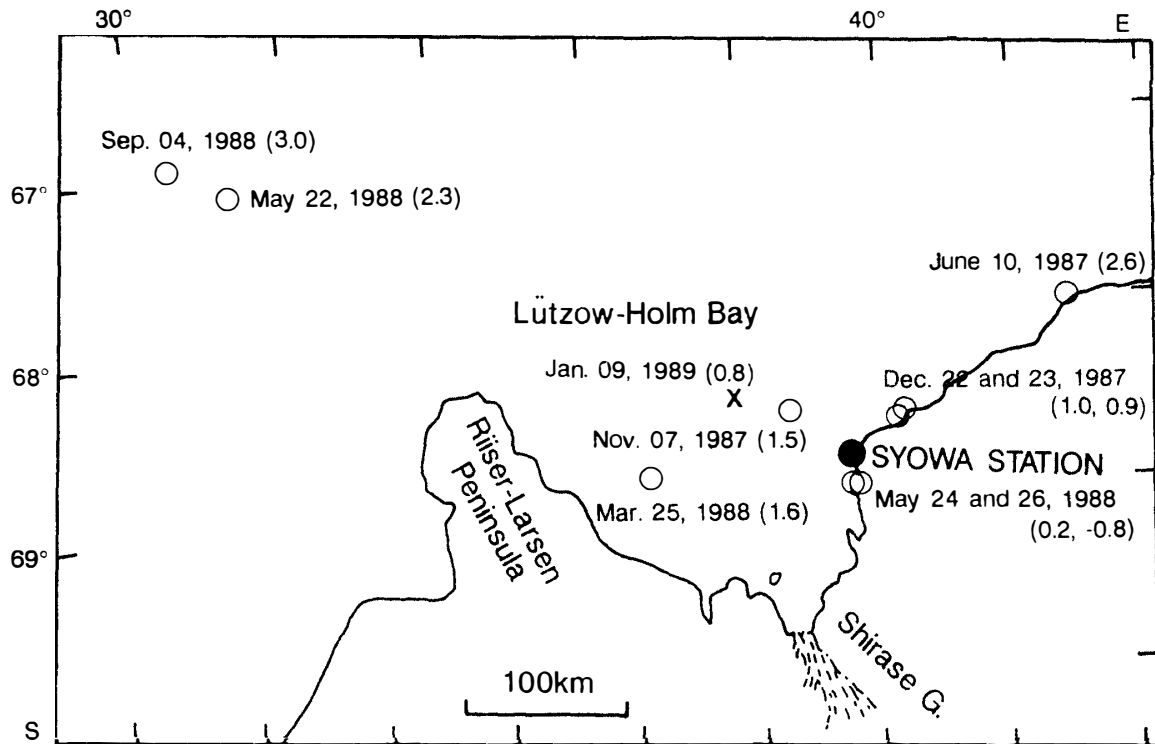 30°
40°
E
Sep. 04, 1988 (3.0)
67°
May 22, 1988 (2.3)
June 10, 1987 (2.6)
Lützow-Holm Bay
68°
Jan. 09, 1989 (0.8)
X
Dec. 22 and 23, 1987
(1.0, 0.9)
Nov. 07, 1987 (1.5)
SYOWA STATION
Riiser-Larsen
Peninsula
May 24 and 26, 1988
(0.2, -0.8)
Mar. 25, 1988 (1.6)
69°
Shirase G.
100km
S